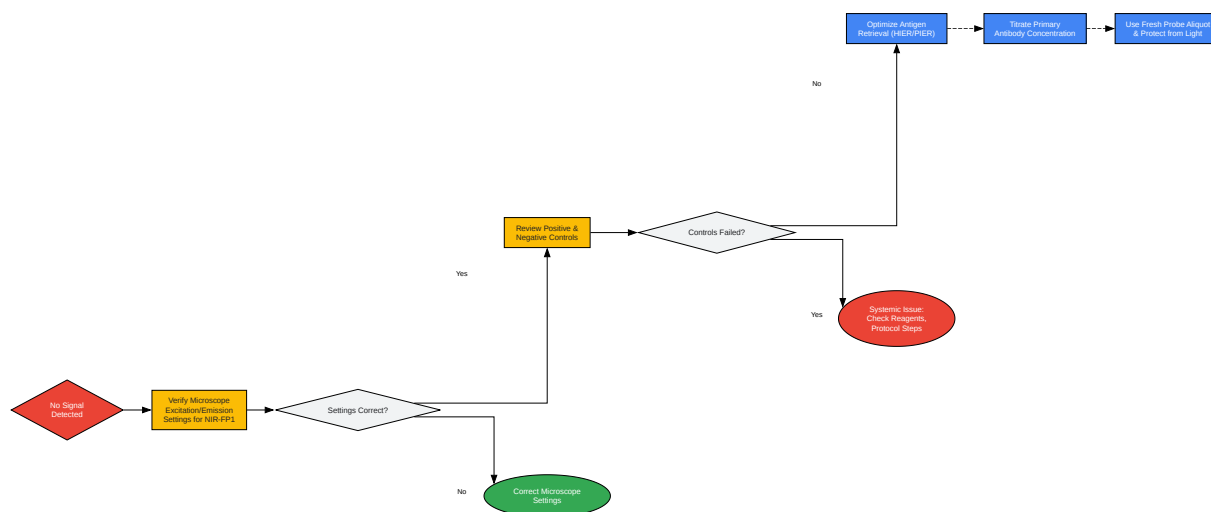 No Signal
Detected
Verify Microscope
Excitation/Emission
Settings for NIR-FP1
Settings Correct?
Yes
No
Correct Microscope
Settings
Review Positive &
Negative Controls
Controls Failed?
No
Yes
Systemic Issue:
Check Reagents,
Protocol Steps
Optimize Antigen
Retrieval (HIER/PIER)
Titrate Primary
Antibody Concentration
Use Fresh Probe Aliquot
& Protect from Light